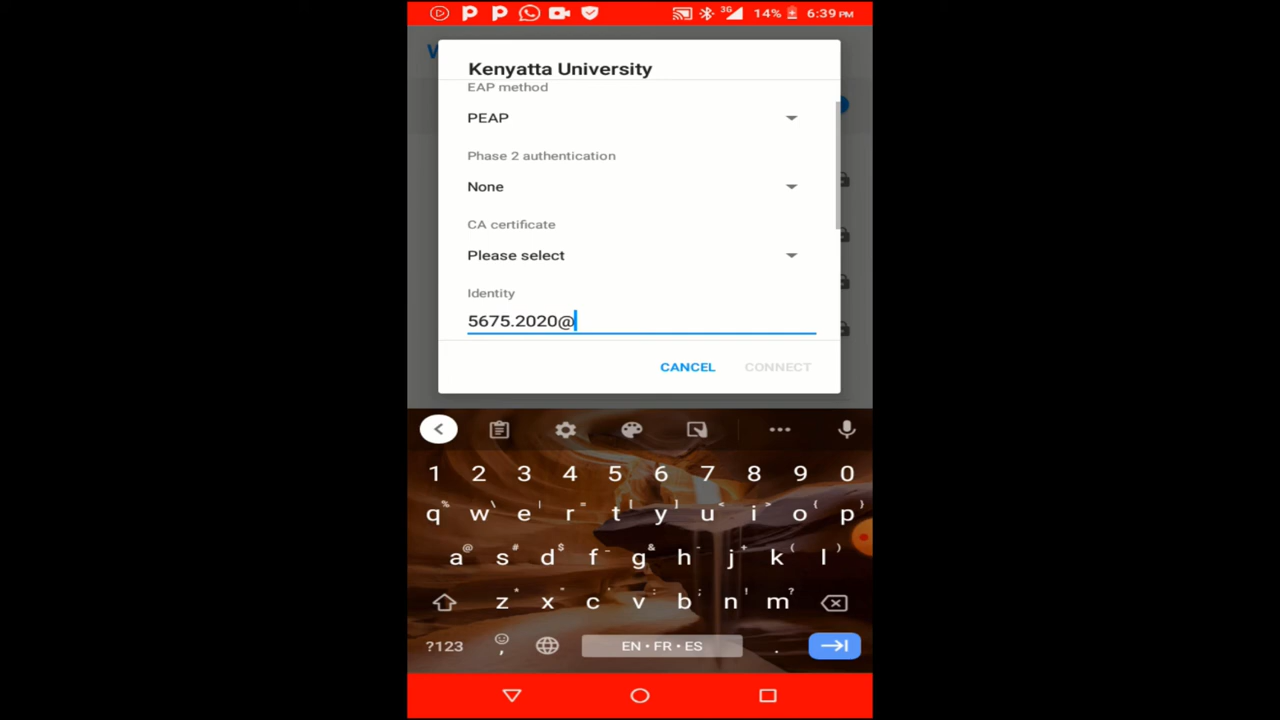 3G 14% 6:39 PM
W
Kenyatta University
EAP method
PEAP
Phase 2 authentication
None
CA certificate
Please select
Identity
5675.2020@
CANCEL CONNECT
1 2 3 4 5 6 7 8 9 0
q % w \ e | r = t [ y ] u < i > o { p }
a @ s # d $ f - g & h - j + k ( l )
z * x " c ' v : b ; n ! m ?
?123 , EN • FR • ES .